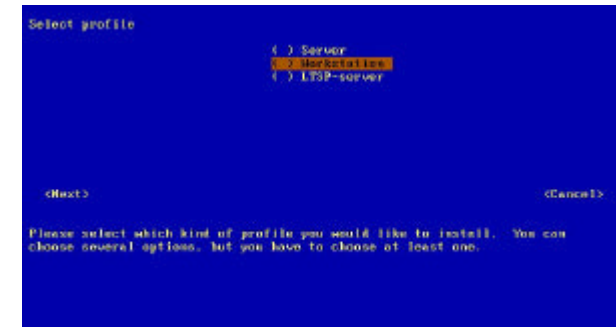 Select profile
( ) Server
( ) Workstation
( ) LTSP-server
<Next>
<Cancel>
Please select which kind of profile you would like to install. You can
choose several options, but you have to choose at least one.